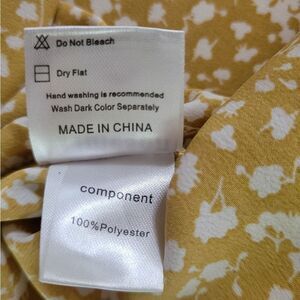 Do Not Bleach
Dry Flat
Hand washing is recommended
Wash Dark Color Separately
MADE IN CHINA
component
100%Polyester